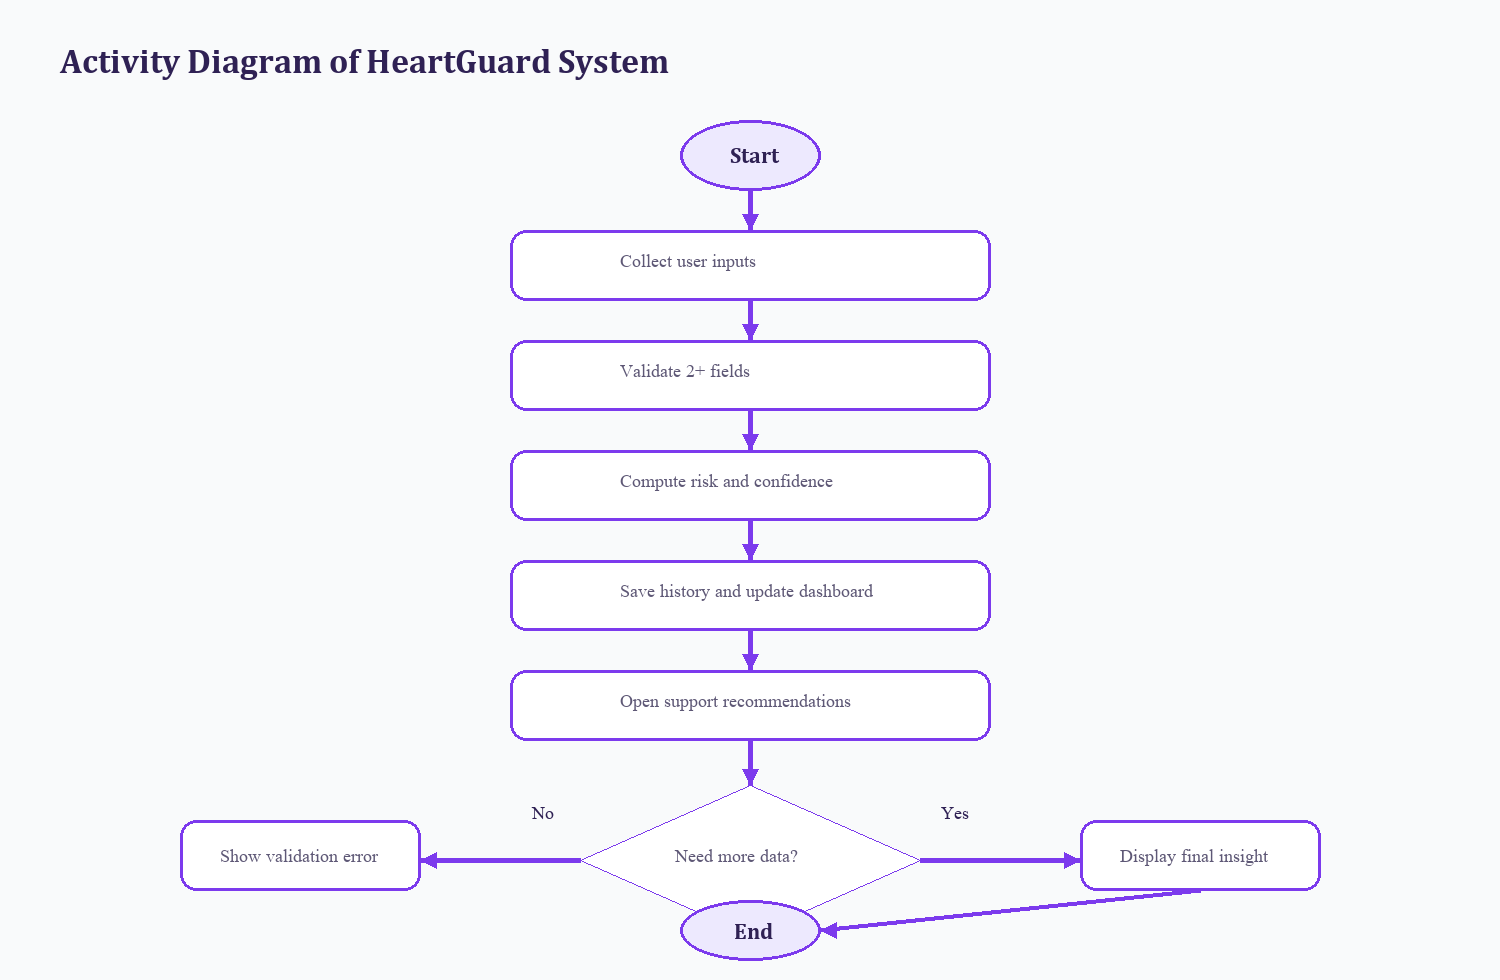 Activity Diagram of HeartGuard System
Start
Collect user inputs
Validate 2+ fields
Compute risk and confidence
Save history and update dashboard
Open support recommendations
No
Yes
Show validation error
Need more data?
Display final insight
End